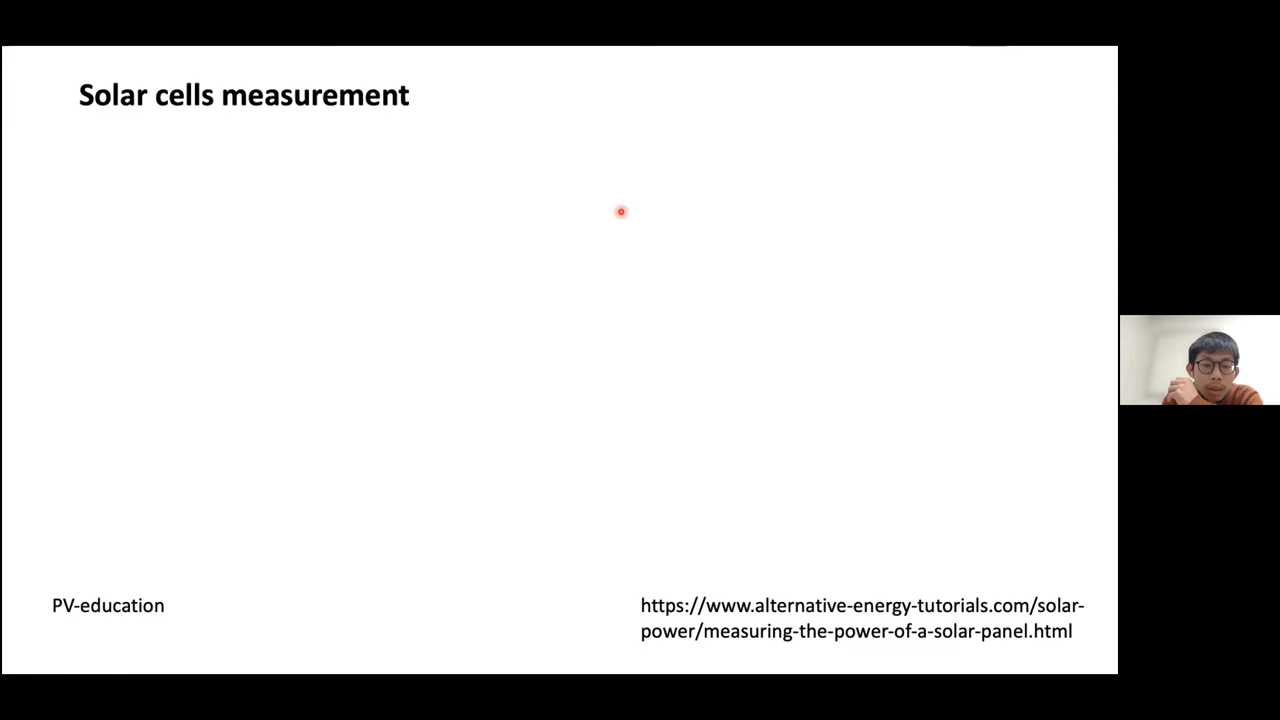 Solar cells measurement
PV-education
https://www.alternative-energy-tutorials.com/solar-
power/measuring-the-power-of-a-solar-panel.html